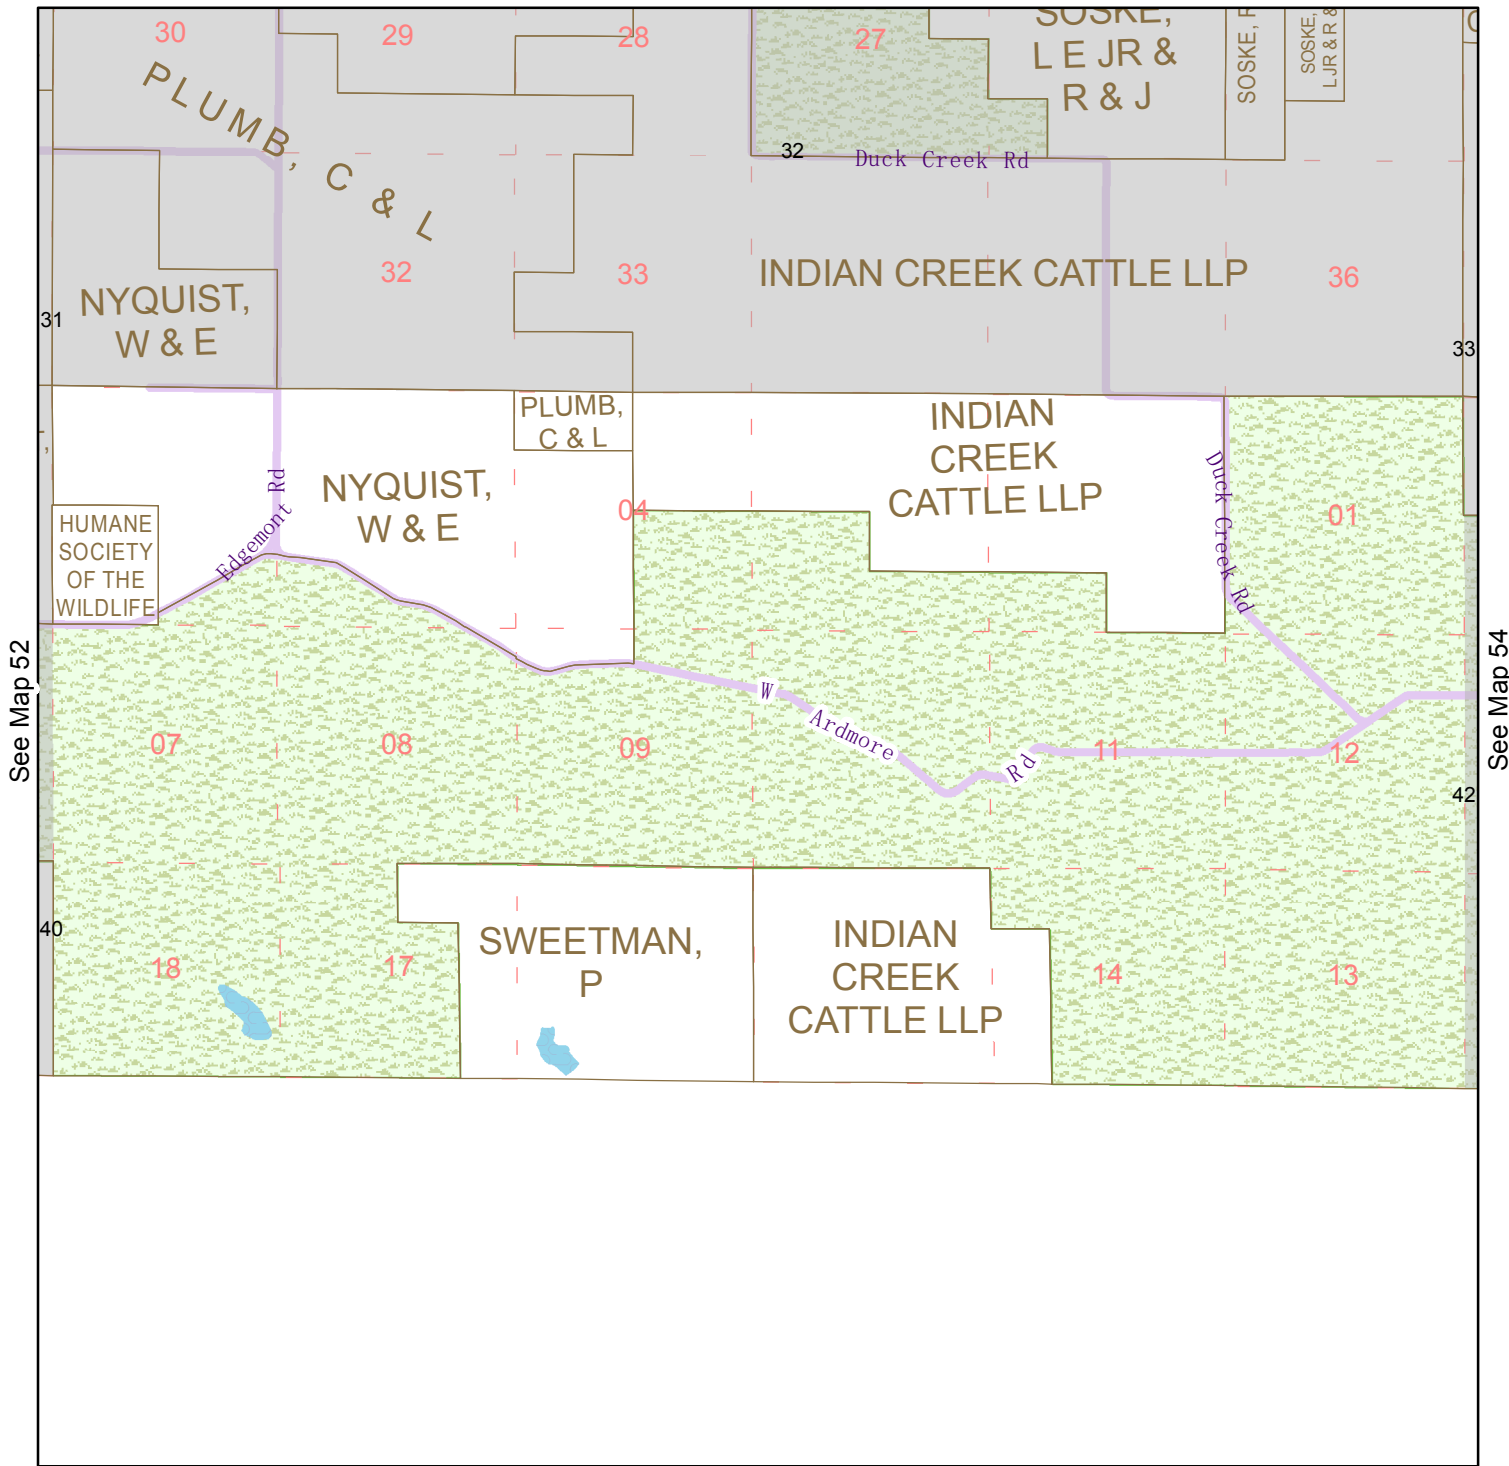 30
29
28
27
SOSKE,
L E JR &
R & J
SOSKE, R
SOSKE,
L JR & R &
PLUMB, C & L
32
Duck Creek Rd
32
33
INDIAN CREEK CATTLE LLP
36
NYQUIST,
W & E
31
33
PLUMB,
C & L
INDIAN
CREEK
CATTLE LLP
NYQUIST,
W & E
04
01
Edgemont Rd
Duck Creek Rd
HUMANE
SOCIETY
OF THE
WILDLIFE
See Map 52
See Map 54
W Ardmore Rd
07
08
09
11
12
42
40
18
17
SWEETMAN,
P
INDIAN
CREEK
CATTLE LLP
14
13